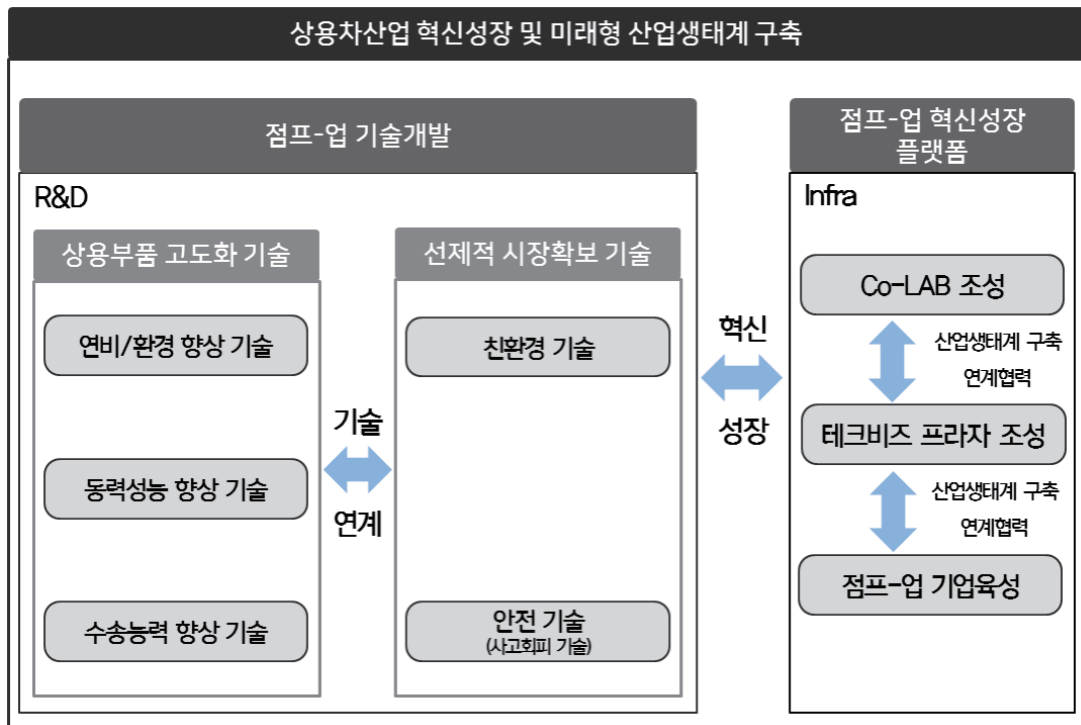 상용차산업 혁신성장 및 미래형 산업생태계 구축
점프-업 기술개발
R&D
상용부품 고도화 기술
연비/환경 향상 기술
동력성능 향상 기술
수송능력 향상 기술
기술
연계
선제적 시장확보 기술
친환경 기술
안전 기술
(사고회피 기술)
혁신
성장
점프-업 혁신성장
플랫폼
Infra
Co-LAB 조성
산업생태계 구축
연계협력
테크비즈 프라자 조성
산업생태계 구축
연계협력
점프-업 기업육성